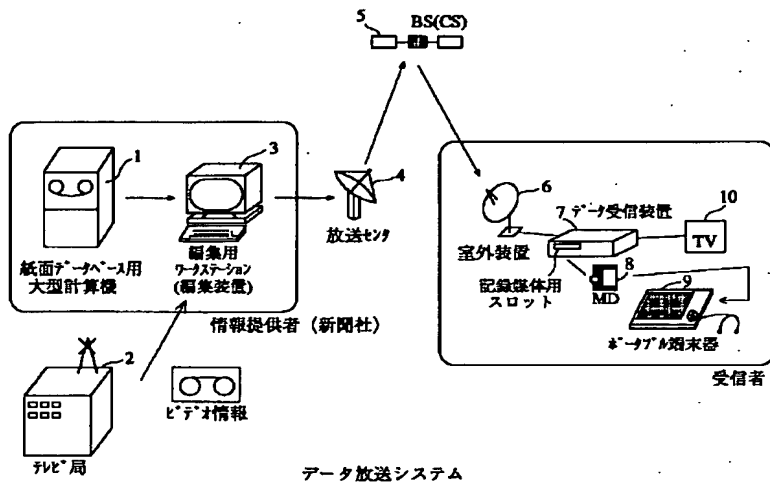 5
BS(CS)
1
3
4
放送センタ
紙面データベース用
大型計算機
編集用
ワークステーション
(編集装置)
情報提供者(新聞社)
2
テレビ局
ビデオ情報
6
室外装置
7 データ受信装置
10
TV
記録媒体用
スロット
8
MD
9
ポータブル端末器
受信者
データ放送システム